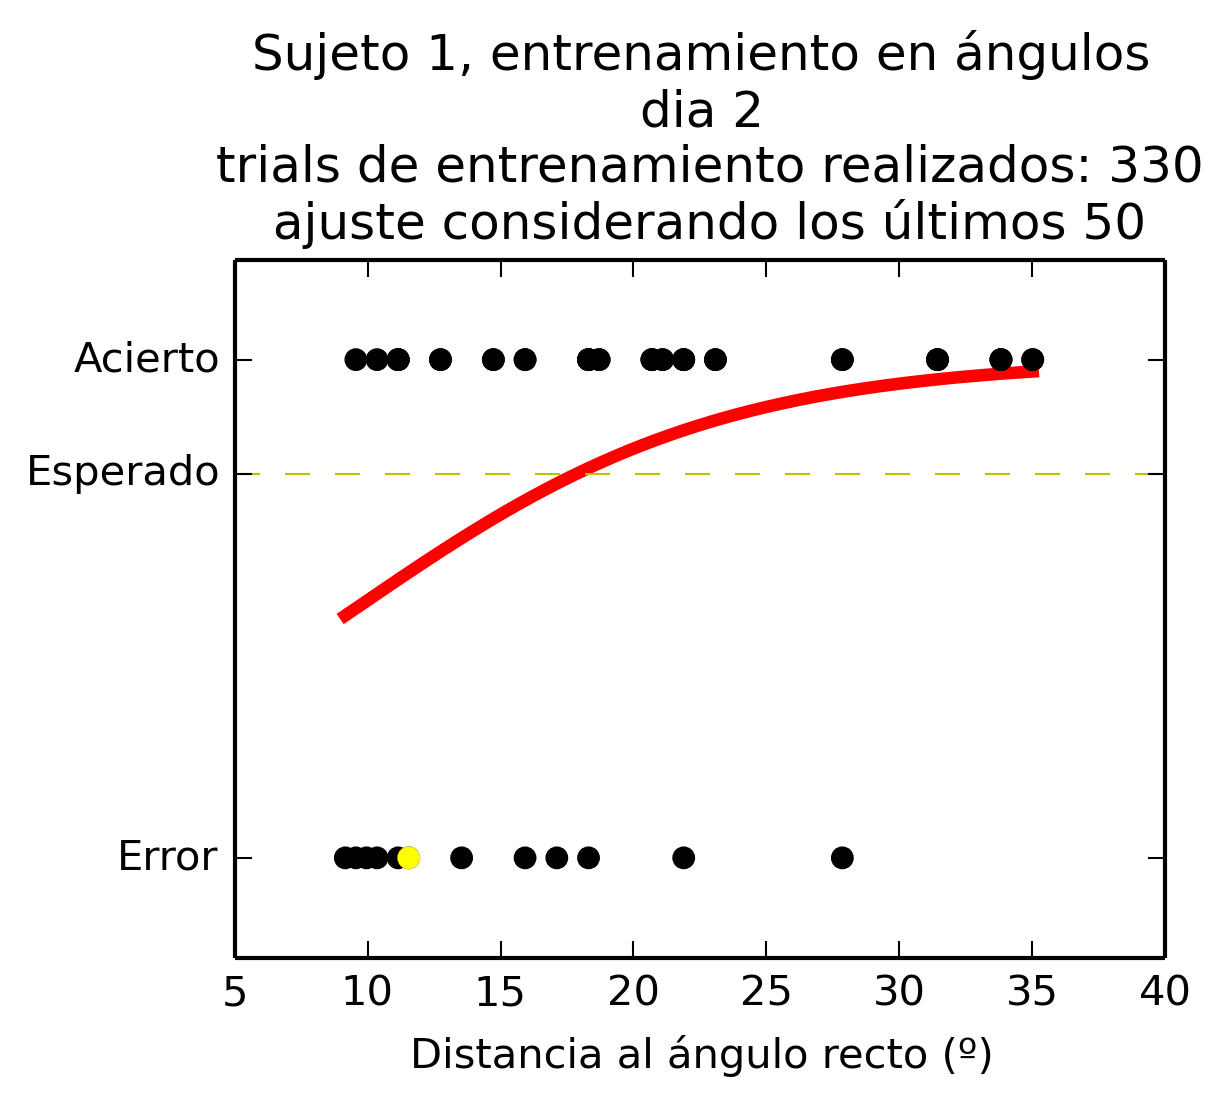 Sujeto 1, entrenamiento en ángulos
dia 2
trials de entrenamiento realizados: 330
ajuste considerando los últimos 50
Acierto
Esperado
Error
5 10 15 20 25 30 35 40
Distancia al ángulo recto (º)